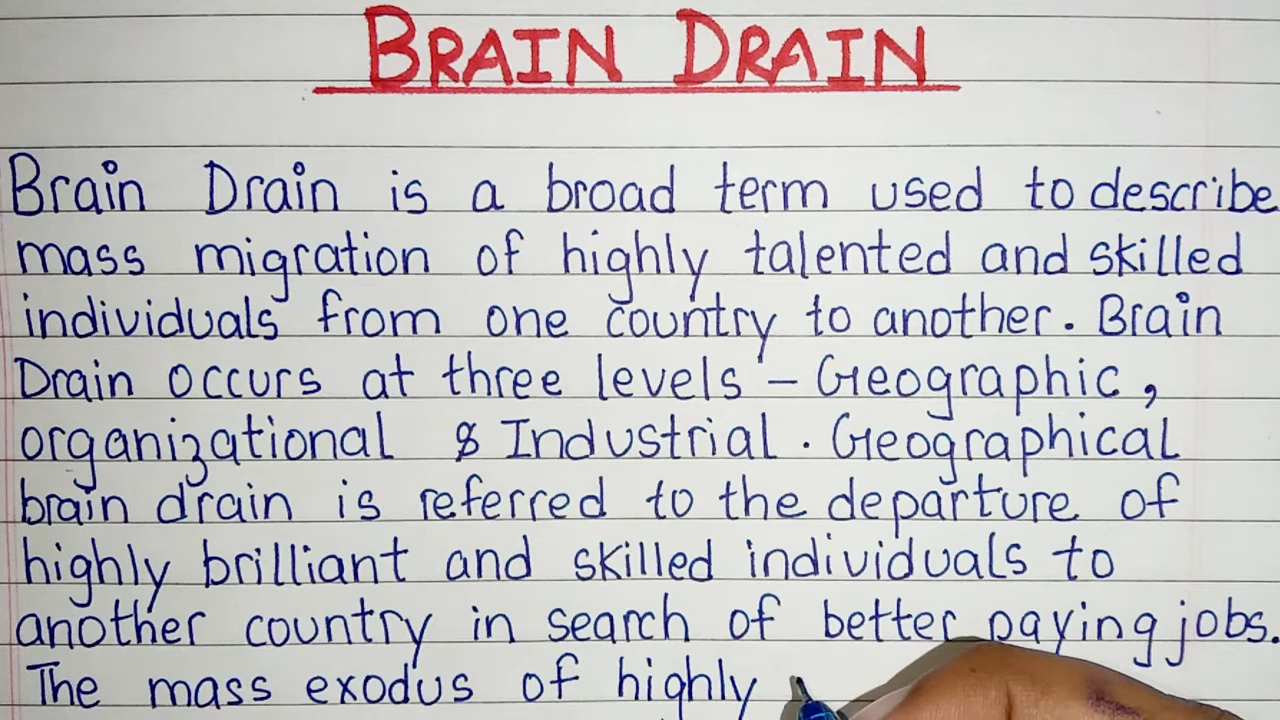 BRAIN DRAIN
Brain Drain is a broad term used to describe
mass migration of highly talented and skilled
individuals from one country to another. Brain
Drain occurs at three levels – Geographic,
organizational & Industrial. Geographical
brain drain is referred to the departure of
highly brilliant and skilled individuals to
another country in search of better paying jobs.
The mass exodus of highly